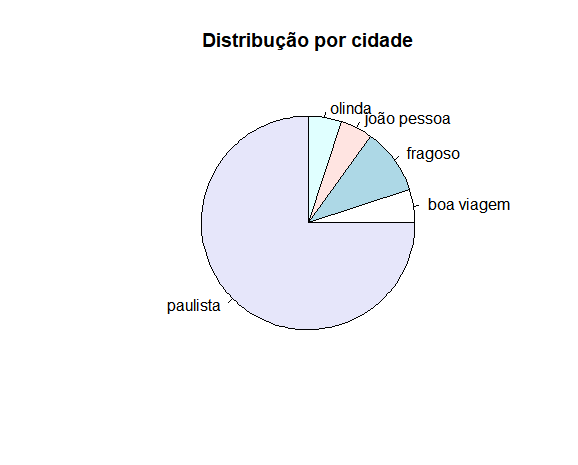 Distribução por cidade
olinda
joão pessoa
fragoso
boa viagem
paulista